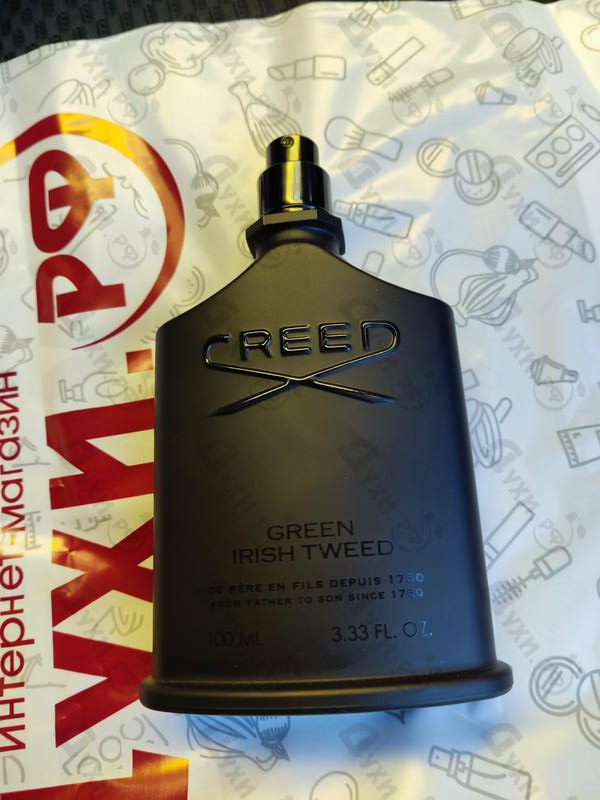 CREED
GREEN
IRISH TWEED
DE PÈRE EN FILS DEPUIS 1760
FROM FATHER TO SON SINCE 1760
100 ML 3.33 FL. OZ.
Духи.РФ
интернет-магазин